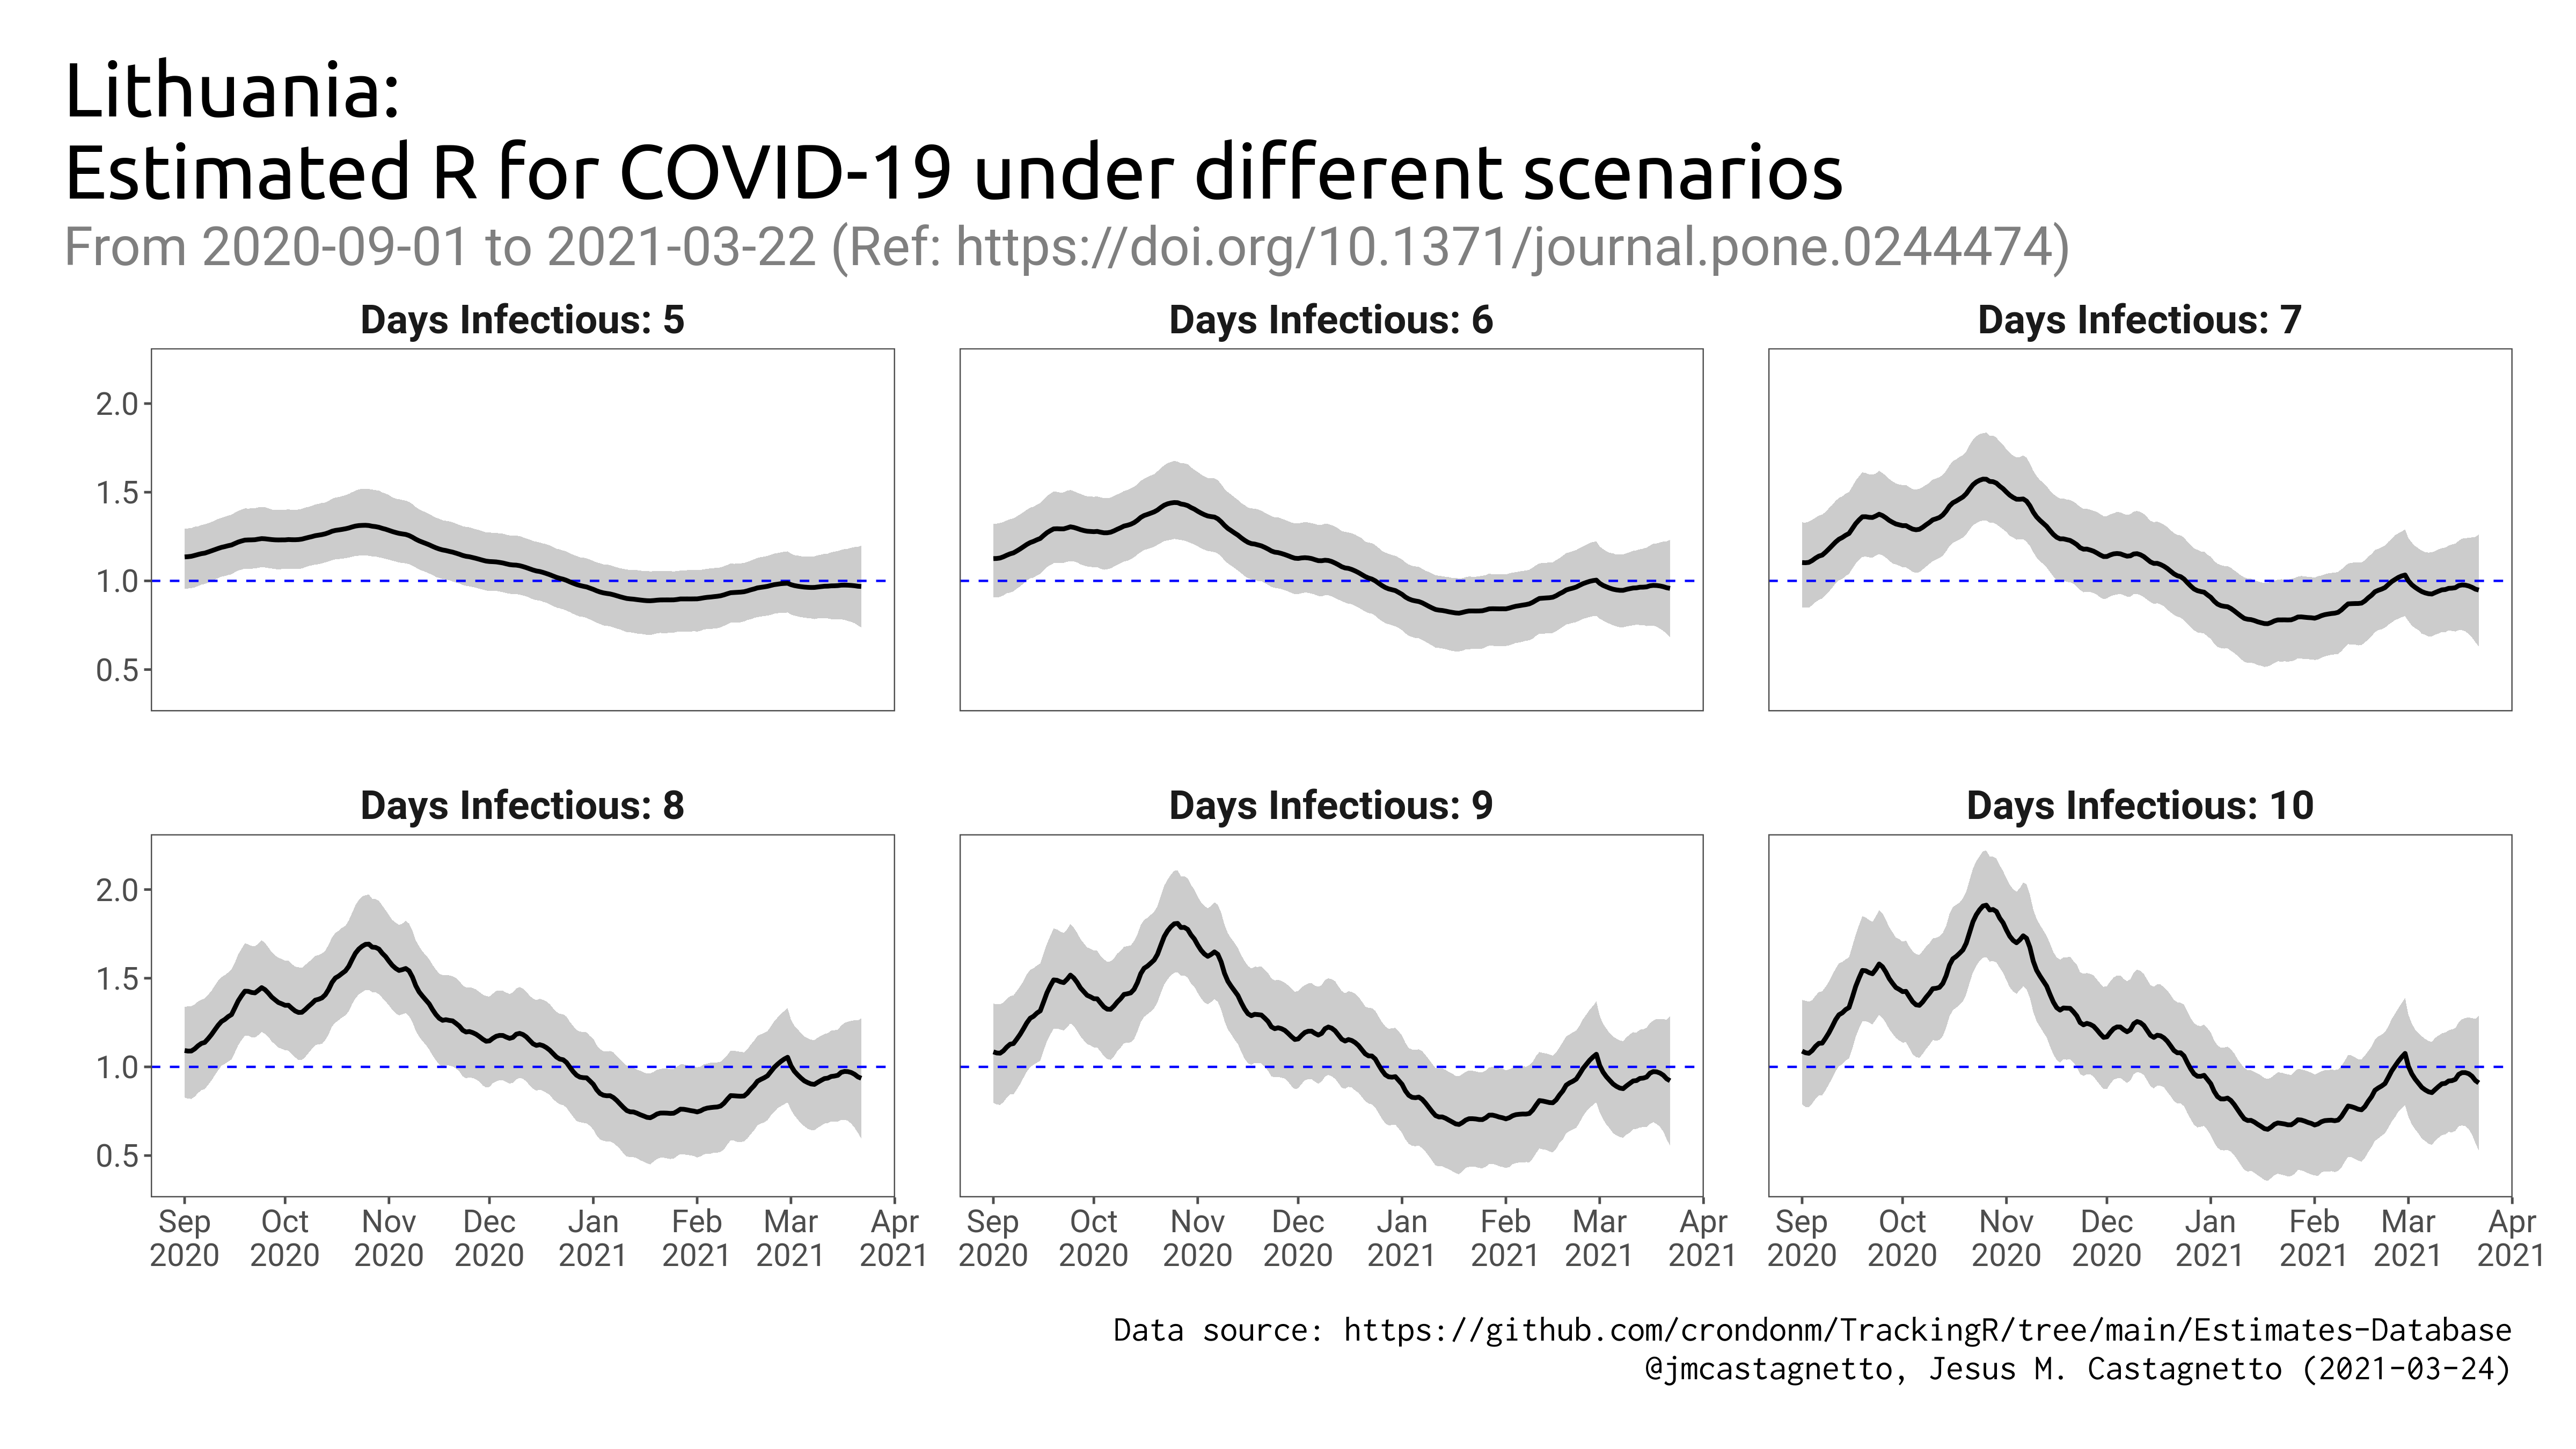 Lithuania:
Estimated R for COVID-19 under different scenarios
From 2020-09-01 to 2021-03-22 (Ref: https://doi.org/10.1371/journal.pone.0244474)
Days Infectious: 5
Days Infectious: 6
Days Infectious: 7
2.0
1.5
1.0
0.5
Days Infectious: 8
Days Infectious: 9
Days Infectious: 10
2.0
1.5
1.0
0.5
Sep Oct Nov Dec Jan Feb Mar Apr
2020 2020 2020 2020 2021 2021 2021 2021
Sep Oct Nov Dec Jan Feb Mar Apr
2020 2020 2020 2020 2021 2021 2021 2021
Sep Oct Nov Dec Jan Feb Mar Apr
2020 2020 2020 2020 2021 2021 2021 2021
Data source: https://github.com/crondonm/TrackingR/tree/main/Estimates-Database
@jmcastagnetto, Jesus M. Castagnetto (2021-03-24)